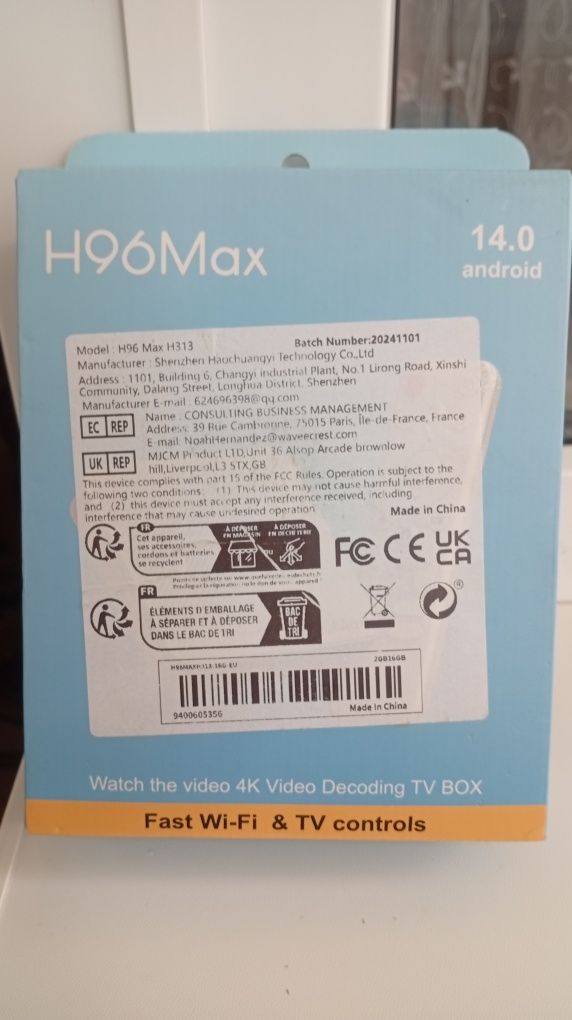 H96Max
14.0
android
Model : H96 Max H313
Batch Number:20241101
Manufacturer : Shenzhen Haochuangyi Technology Co.,Ltd
Address : 1101, Building 6, Changyi industrial Plant, No.1 Lirong Road, Xinshi
Community, Dalang Street, Longhua District, Shenzhen
Manufacturer E-mail : 624696398@qq.com
EC REP
Name : CONSULTING BUSINESS MANAGEMENT
Address: 39 Rue Cambronne, 75015 Paris, Île-de-France, France
E-mail: NoahHernandez@waveecrest.com
UK REP
MJCM Product LTD,Unit 36 Alsop Arcade brownlow
hill,Liverpool,L3 5TX,GB
This device complies with part 15 of the FCC Rules. Operation is subject to the
following two conditions: (1) This device may not cause harmful interference,
and (2) this device must accept any interference received, including
interference that may cause undesired operation
Made in China
FR
Cet appareil,
ses accessoires,
cordons et batteries
se recyclent
À DÉPOSER
EN MAGASIN
OU
À DÉPOSER
EN DÉCHÈTERIE
FC CE UK
CA
FR
ÉLÉMENTS D'EMBALLAGE
À SÉPARER ET À DÉPOSER
DANS LE BAC DE TRI
BAC
DE
TRI
®
H96MAXH313-16G-EU
2GB16GB
9400605356
Made in China
Watch the video 4K Video Decoding TV BOX
Fast Wi-Fi & TV controls